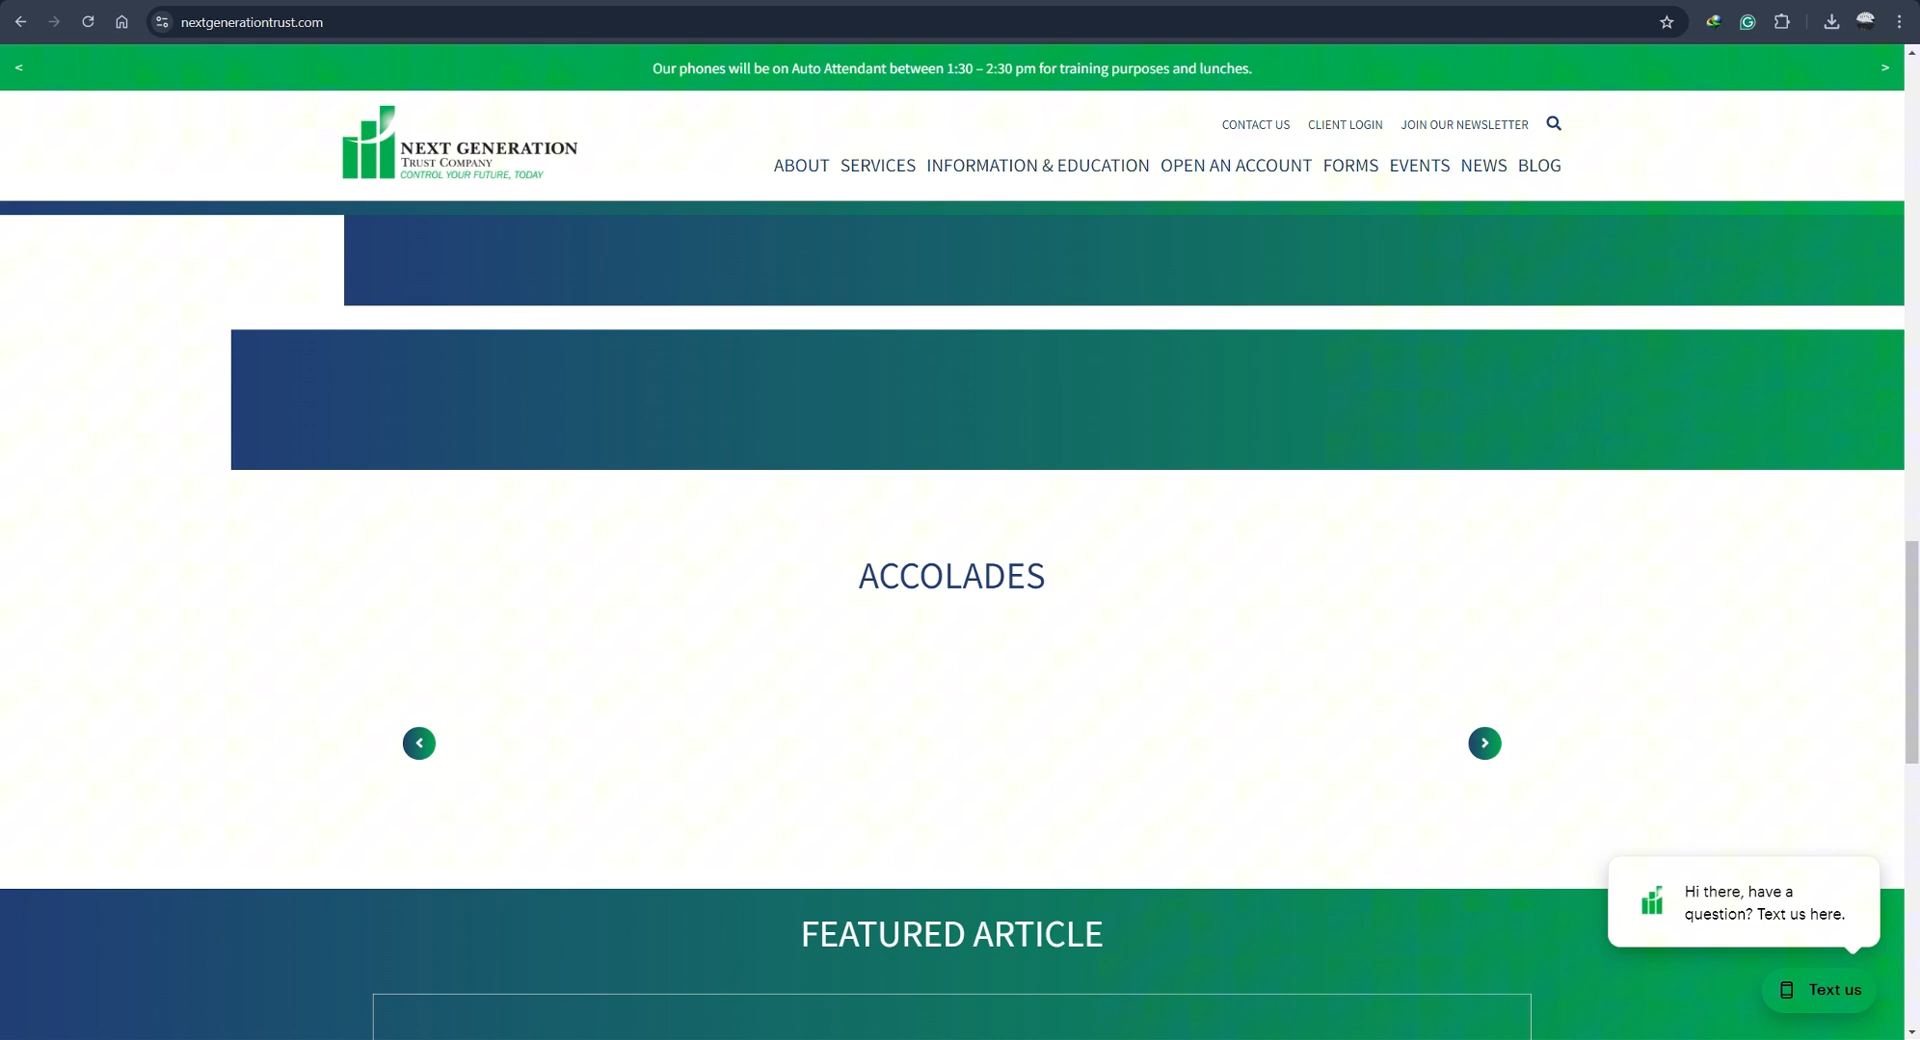 nextgenerationtrust.com
<
Our phones will be on Auto Attendant between 1:30 – 2:30 pm for training purposes and lunches.
>
NEXT GENERATION
TRUST COMPANY
CONTROL YOUR FUTURE, TODAY
CONTACT US CLIENT LOGIN JOIN OUR NEWSLETTER
ABOUT SERVICES INFORMATION & EDUCATION OPEN AN ACCOUNT FORMS EVENTS NEWS BLOG
ACCOLADES
FEATURED ARTICLE
Hi there, have a
question? Text us here.
Text us